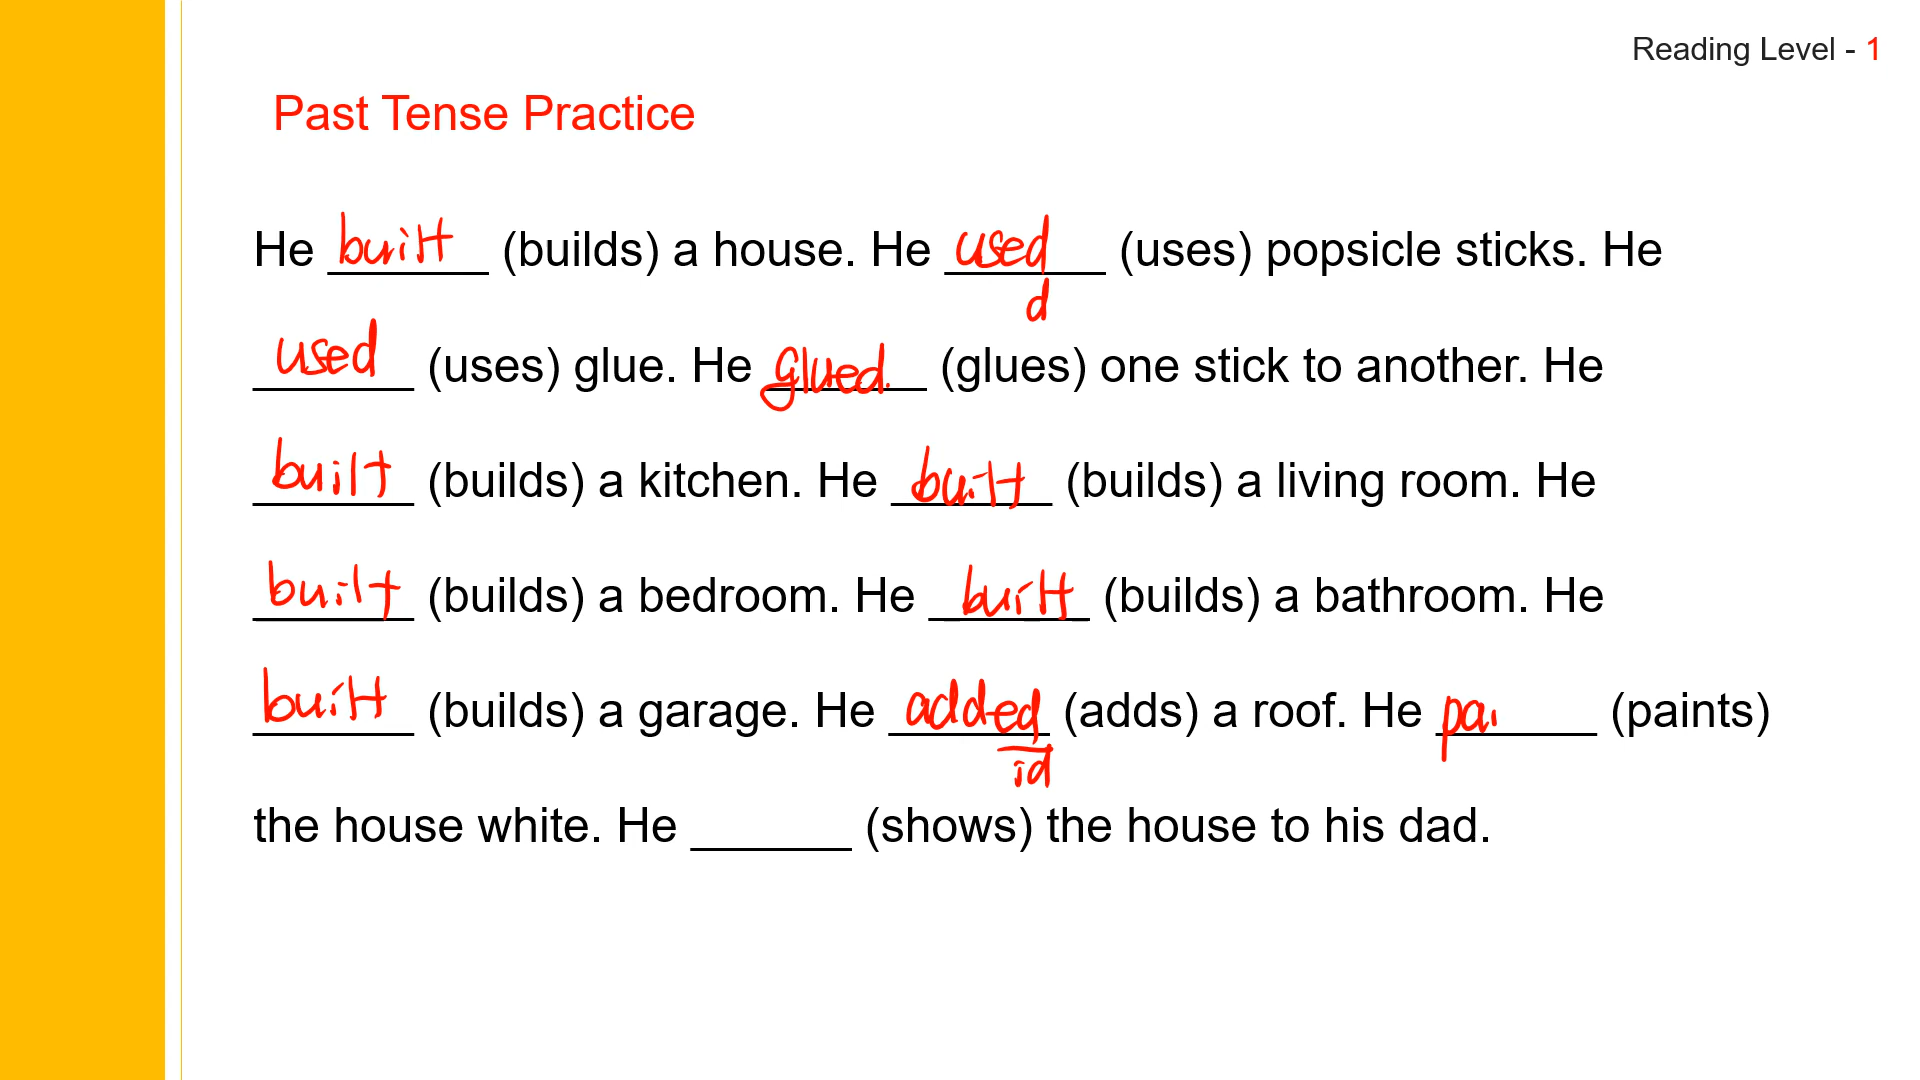 Reading Level - 1
Past Tense Practice
He built (builds) a house. He used (uses) popsicle sticks. He
d
used (uses) glue. He glued. (glues) one stick to another. He
built (builds) a kitchen. He built (builds) a living room. He
built (builds) a bedroom. He built (builds) a bathroom. He
built (builds) a garage. He added (adds) a roof. He pai (paints)
id
the house white. He _______ (shows) the house to his dad.